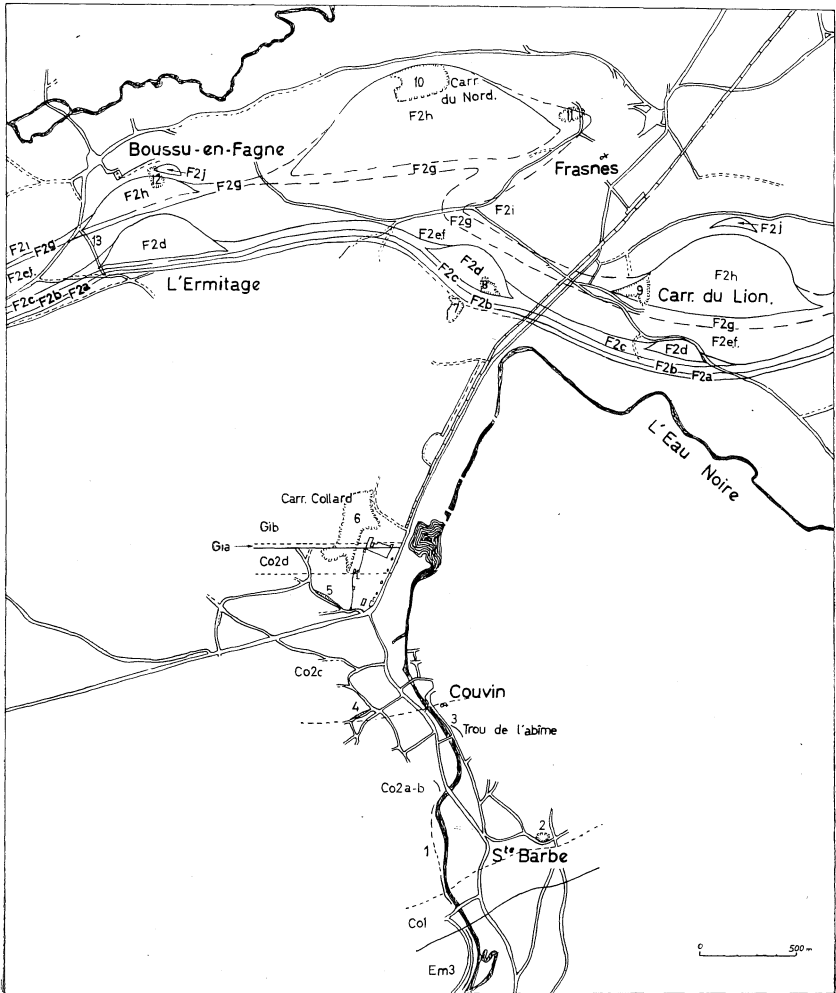 10
Carr.
du Nord.
F2h
11
Boussu-en-Fagne
12
F2j
F2h
F2g
F2g
Frasnes
F2i
F2g
F2j
F2i
F2g
13
F2d
F2ef
F2d
F2h
F2ef
F2c
F2b
F2a
L'Ermitage
F2c
8
F2b
7
9
Carr. du Lion.
F2g
F2ef.
F2c
F2d
F2b
F2a
L'Eau Noire
Carr. Collard
6
Gib
Gia
Co2d
5
Co2c
Couvin
4
3
Trou de l'abîme
Co2a-b
2
1
Ste Barbe
Co1
Em3
0
500 m